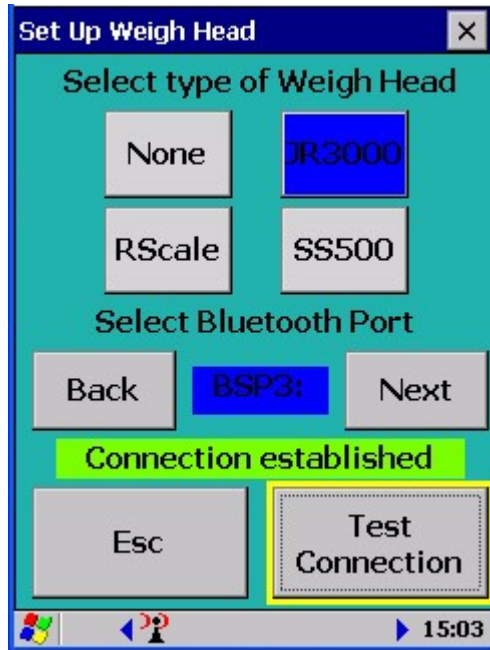 Set Up Weigh Head
Select type of Weigh Head
None JR3000
RScale SS500
Select Bluetooth Port
Back BSP3: Next
Connection established
Esc Test
Connection
15:03